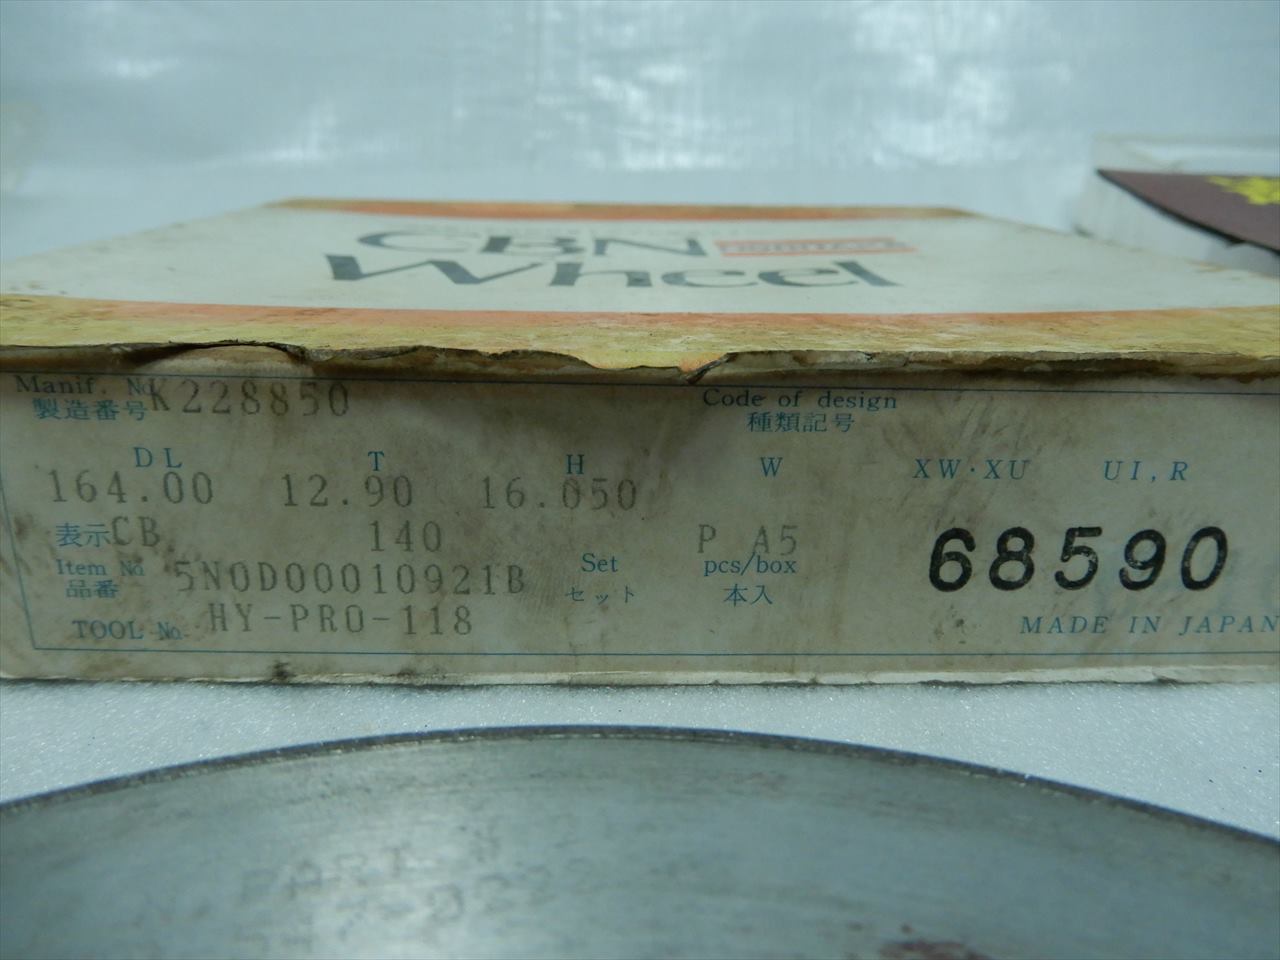 CBN
Wheel
Manif. No K228850
製造番号
Code of design
種類記号
DL T H W XW·XU UI,R
164.00 12.90 16.050
表示 CB 140 P A5
68590
Item No 5N0D00010921B Set pcs/box
品番 セット 本入
TOOL No. HY-PRO-118
MADE IN JAPAN